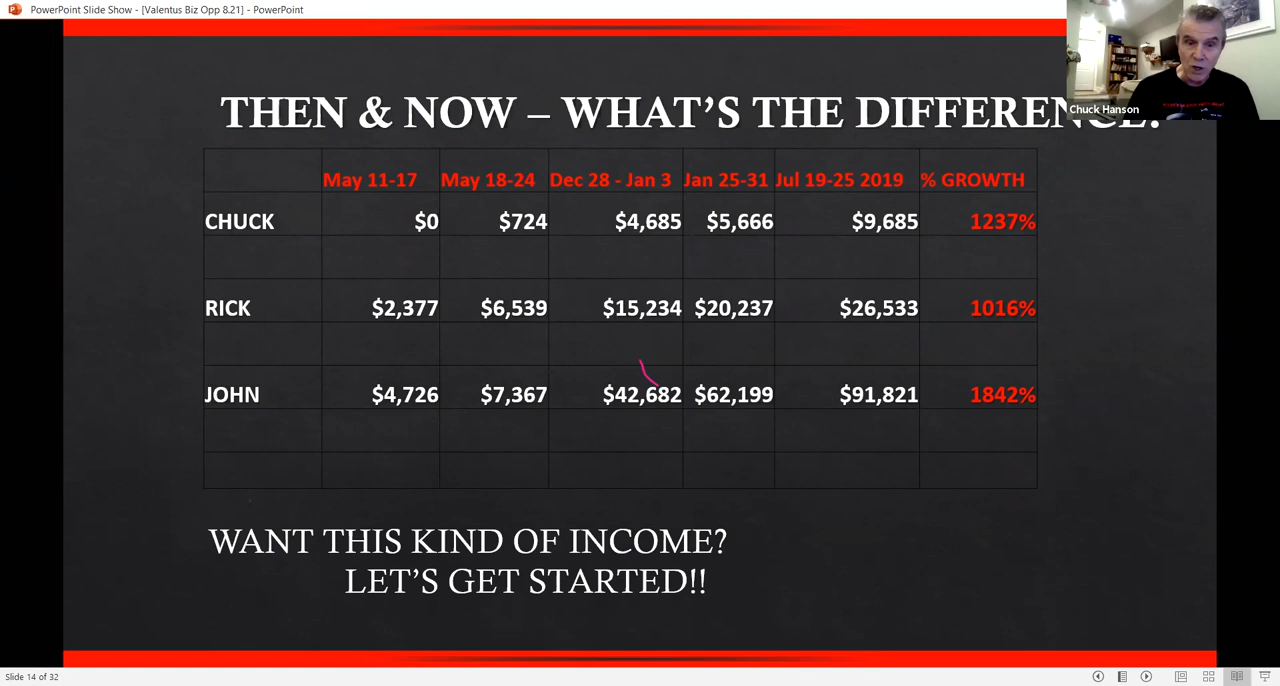 PowerPoint Slide Show - [Valentus Biz Opp 8.21] - PowerPoint
Chuck Hanson
THEN & NOW – WHAT'S THE DIFFERENCE?
May 11-17 May 18-24 Dec 28 - Jan 3 Jan 25-31 Jul 19-25 2019 % GROWTH
CHUCK $0 $724 $4,685 $5,666 $9,685 1237%
RICK $2,377 $6,539 $15,234 $20,237 $26,533 1016%
JOHN $4,726 $7,367 $42,682 $62,199 $91,821 1842%
WANT THIS KIND OF INCOME?
LET'S GET STARTED!!
Slide 14 of 32